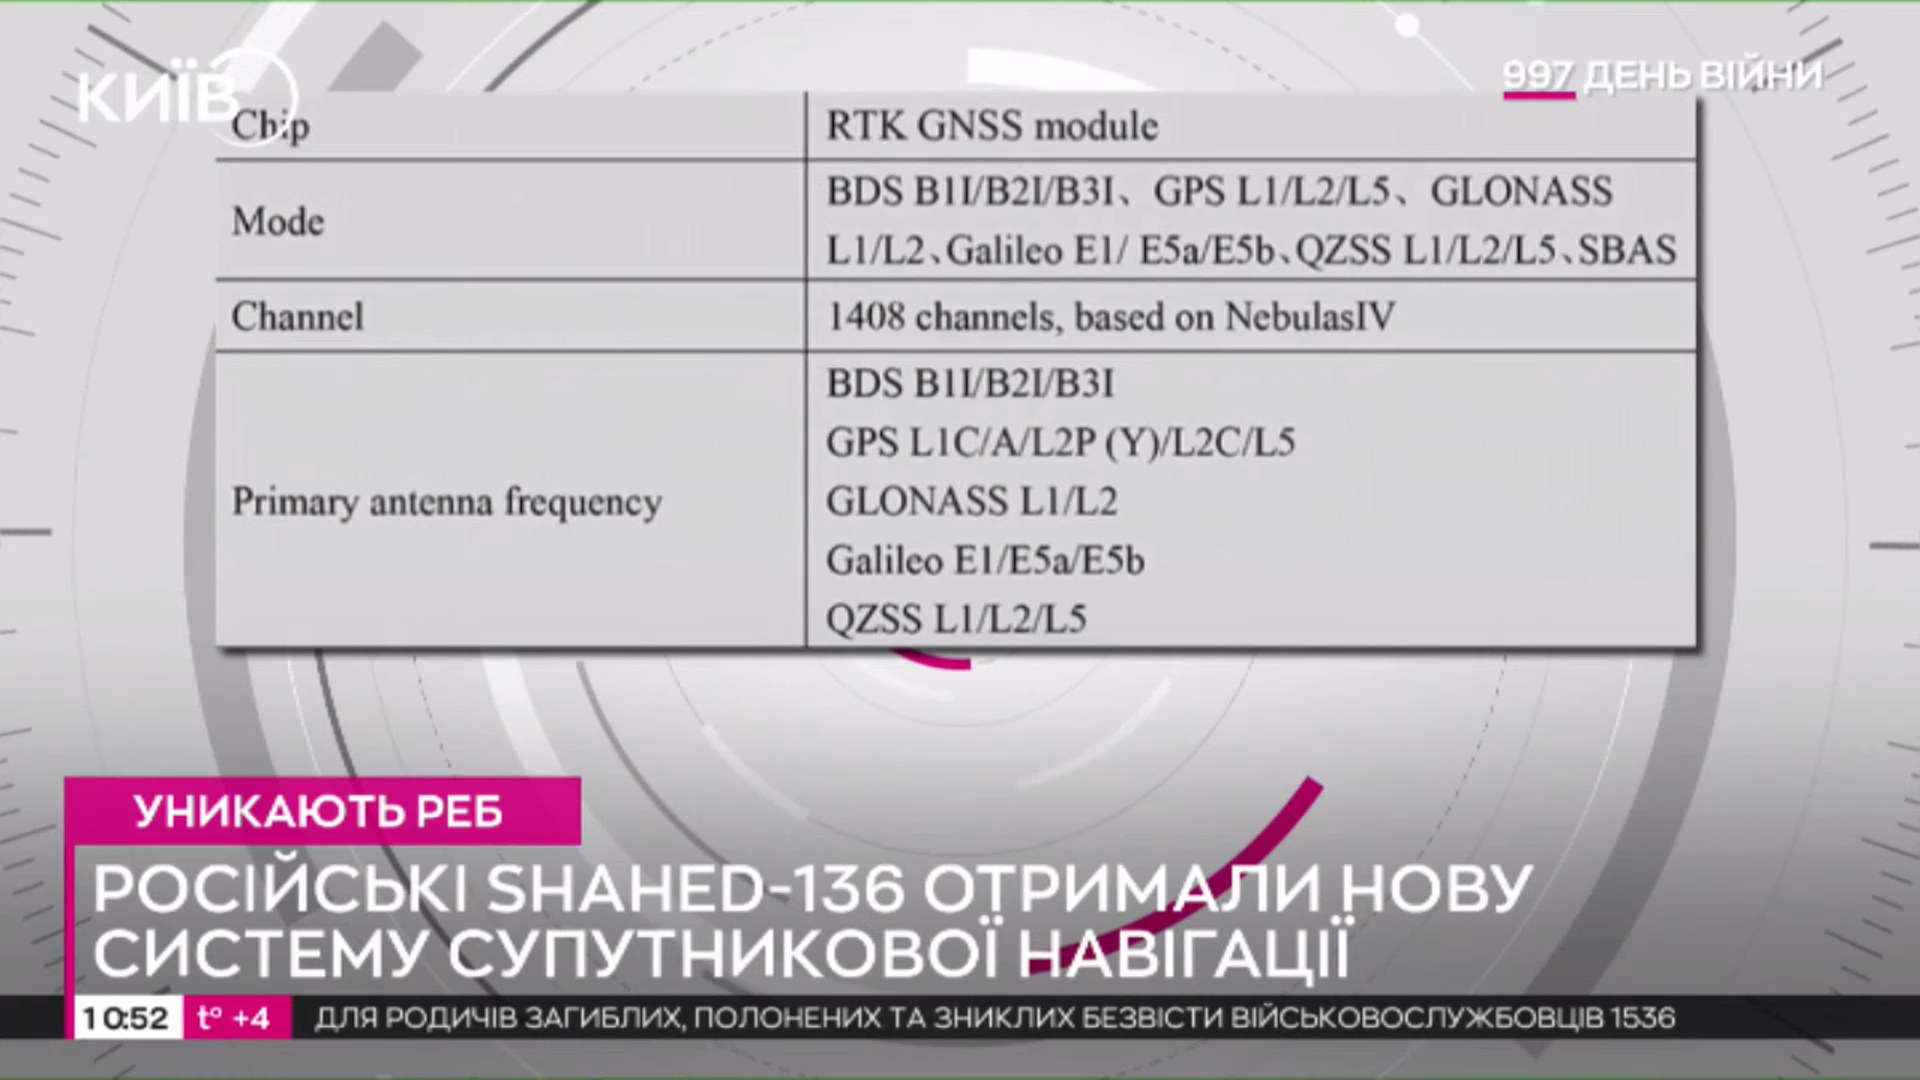 КИЇВ
997 ДЕНЬ ВІЙНИ
Chip
RTK GNSS module
Mode
BDS B1I/B2I/B3I、GPS L1/L2/L5、GLONASS
L1/L2、Galileo E1/ E5a/E5b、QZSS L1/L2/L5、SBAS
Channel
1408 channels, based on NebulasIV
Primary antenna frequency
BDS B1I/B2I/B3I
GPS L1C/A/L2P (Y)/L2C/L5
GLONASS L1/L2
Galileo E1/E5a/E5b
QZSS L1/L2/L5
УНИКАЮТЬ РЕБ
РОСІЙСЬКІ SHAHED-136 ОТРИМАЛИ НОВУ
СИСТЕМУ СУПУТНИКОВОЇ НАВІГАЦІЇ
10:52 t° +4 ДЛЯ РОДИЧІВ ЗАГИБЛИХ, ПОЛОНЕНИХ ТА ЗНИКЛИХ БЕЗВІСТИ ВІЙСЬКОВОСЛУЖБОВЦІВ 1536